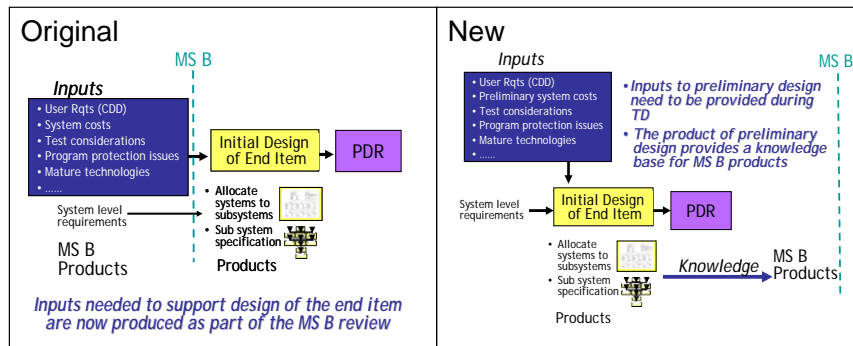 Original
MS B
Inputs
• User Rqts (CDD)
• System costs
• Test considerations
• Program protection issues
• Mature technologies
• ......
Initial Design
of End Item
PDR
System level
requirements
• Allocate
systems to
subsystems
• Sub system
specification
MS B
Products
Products
Inputs needed to support design of the end item
are now produced as part of the MS B review
New
MS B
Inputs
• User Rqts (CDD)
• Preliminary system costs
• Test considerations
• Program protection issues
• Mature technologies
• ......
• Inputs to preliminary design
need to be provided during
TD
• The product of preliminary
design provides a knowledge
base for MS B products
System level
requirements
Initial Design
of End Item
PDR
• Allocate
systems to
subsystems
• Sub system
specification
Products
Knowledge
MS B
Products